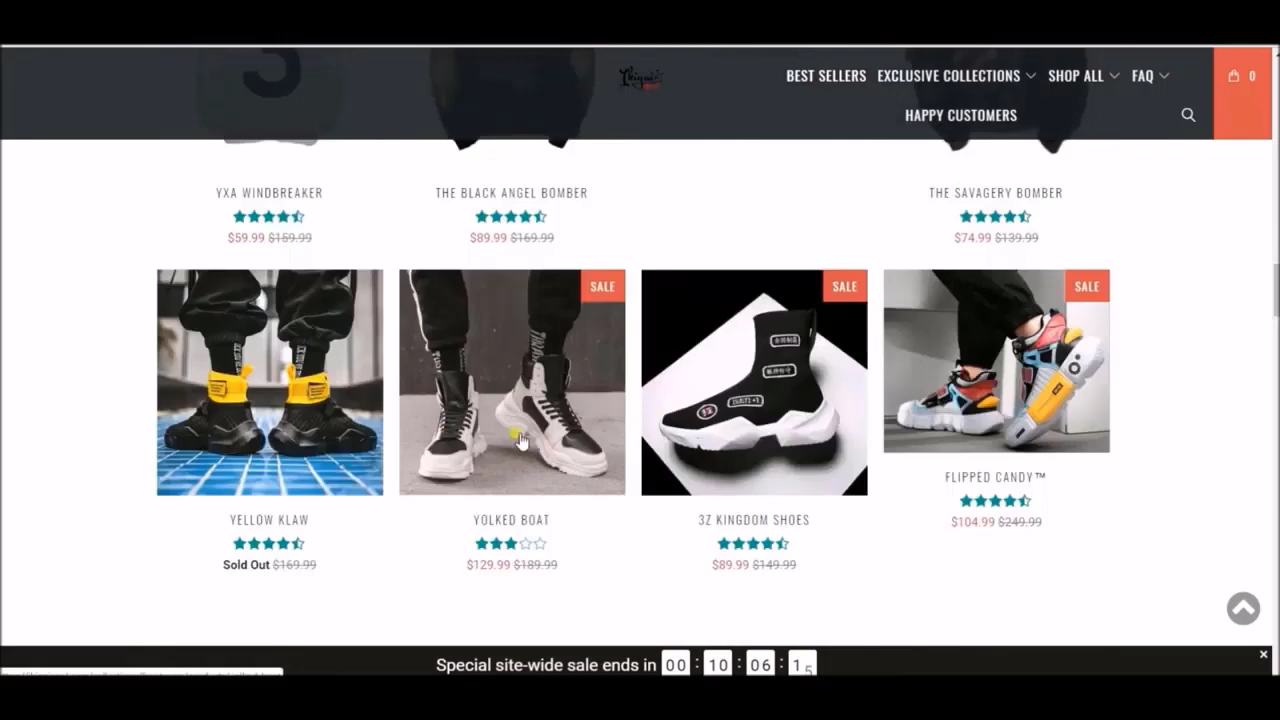 BEST SELLERS EXCLUSIVE COLLECTIONS SHOP ALL FAQ 0
HAPPY CUSTOMERS
YXA WINDBREAKER
$59.99 $159.99
THE BLACK ANGEL BOMBER
$89.99 $169.99
THE SAVAGERY BOMBER
$74.99 $139.99
SALE
SALE
SALE
YELLOW KLAW
Sold Out $169.99
YOLKED BOAT
$129.99 $189.99
3Z KINGDOM SHOES
$89.99 $149.99
FLIPPED CANDY™
$104.99 $249.99
Special site-wide sale ends in 00 : 10 : 06 : 15